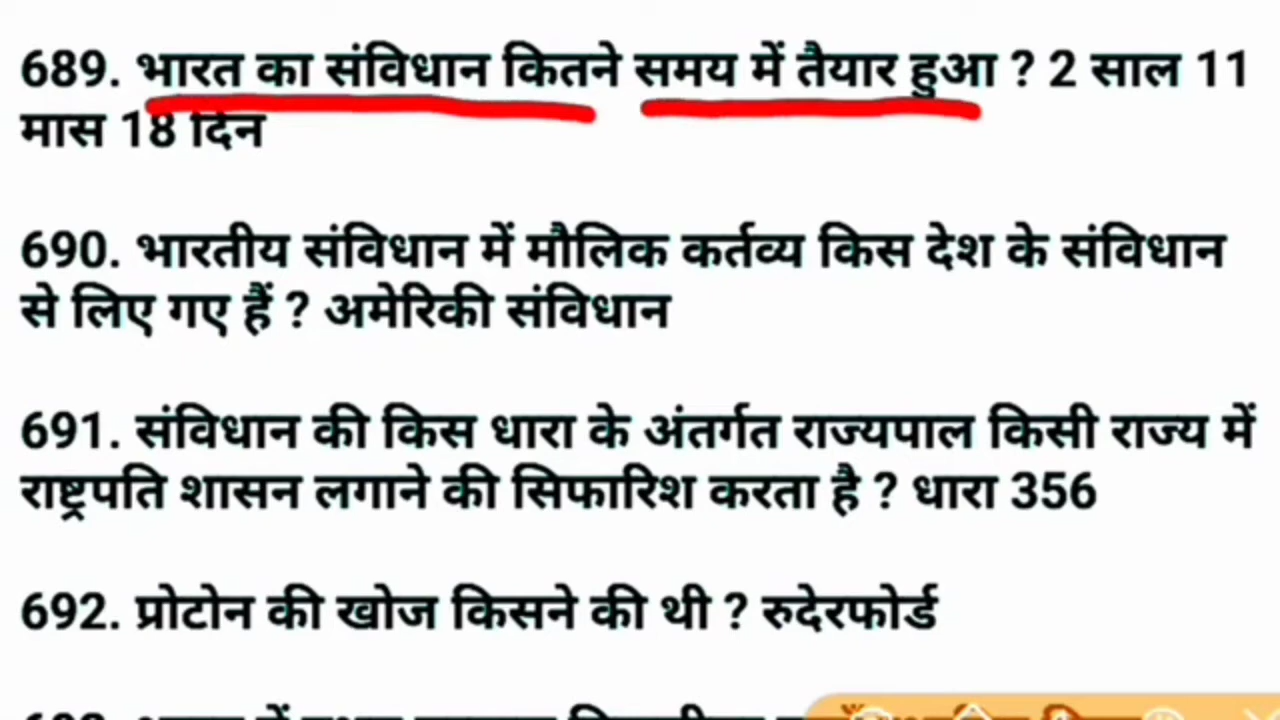 689. भारत का संविधान कितने समय में तैयार हुआ ? 2 साल 11
मास 18 दिन
690. भारतीय संविधान में मौलिक कर्तव्य किस देश के संविधान
से लिए गए हैं ? अमेरिकी संविधान
691. संविधान की किस धारा के अंतर्गत राज्यपाल किसी राज्य में
राष्ट्रपति शासन लगाने की सिफारिश करता है ? धारा 356
692. प्रोटोन की खोज किसने की थी ? रुदेरफोर्ड